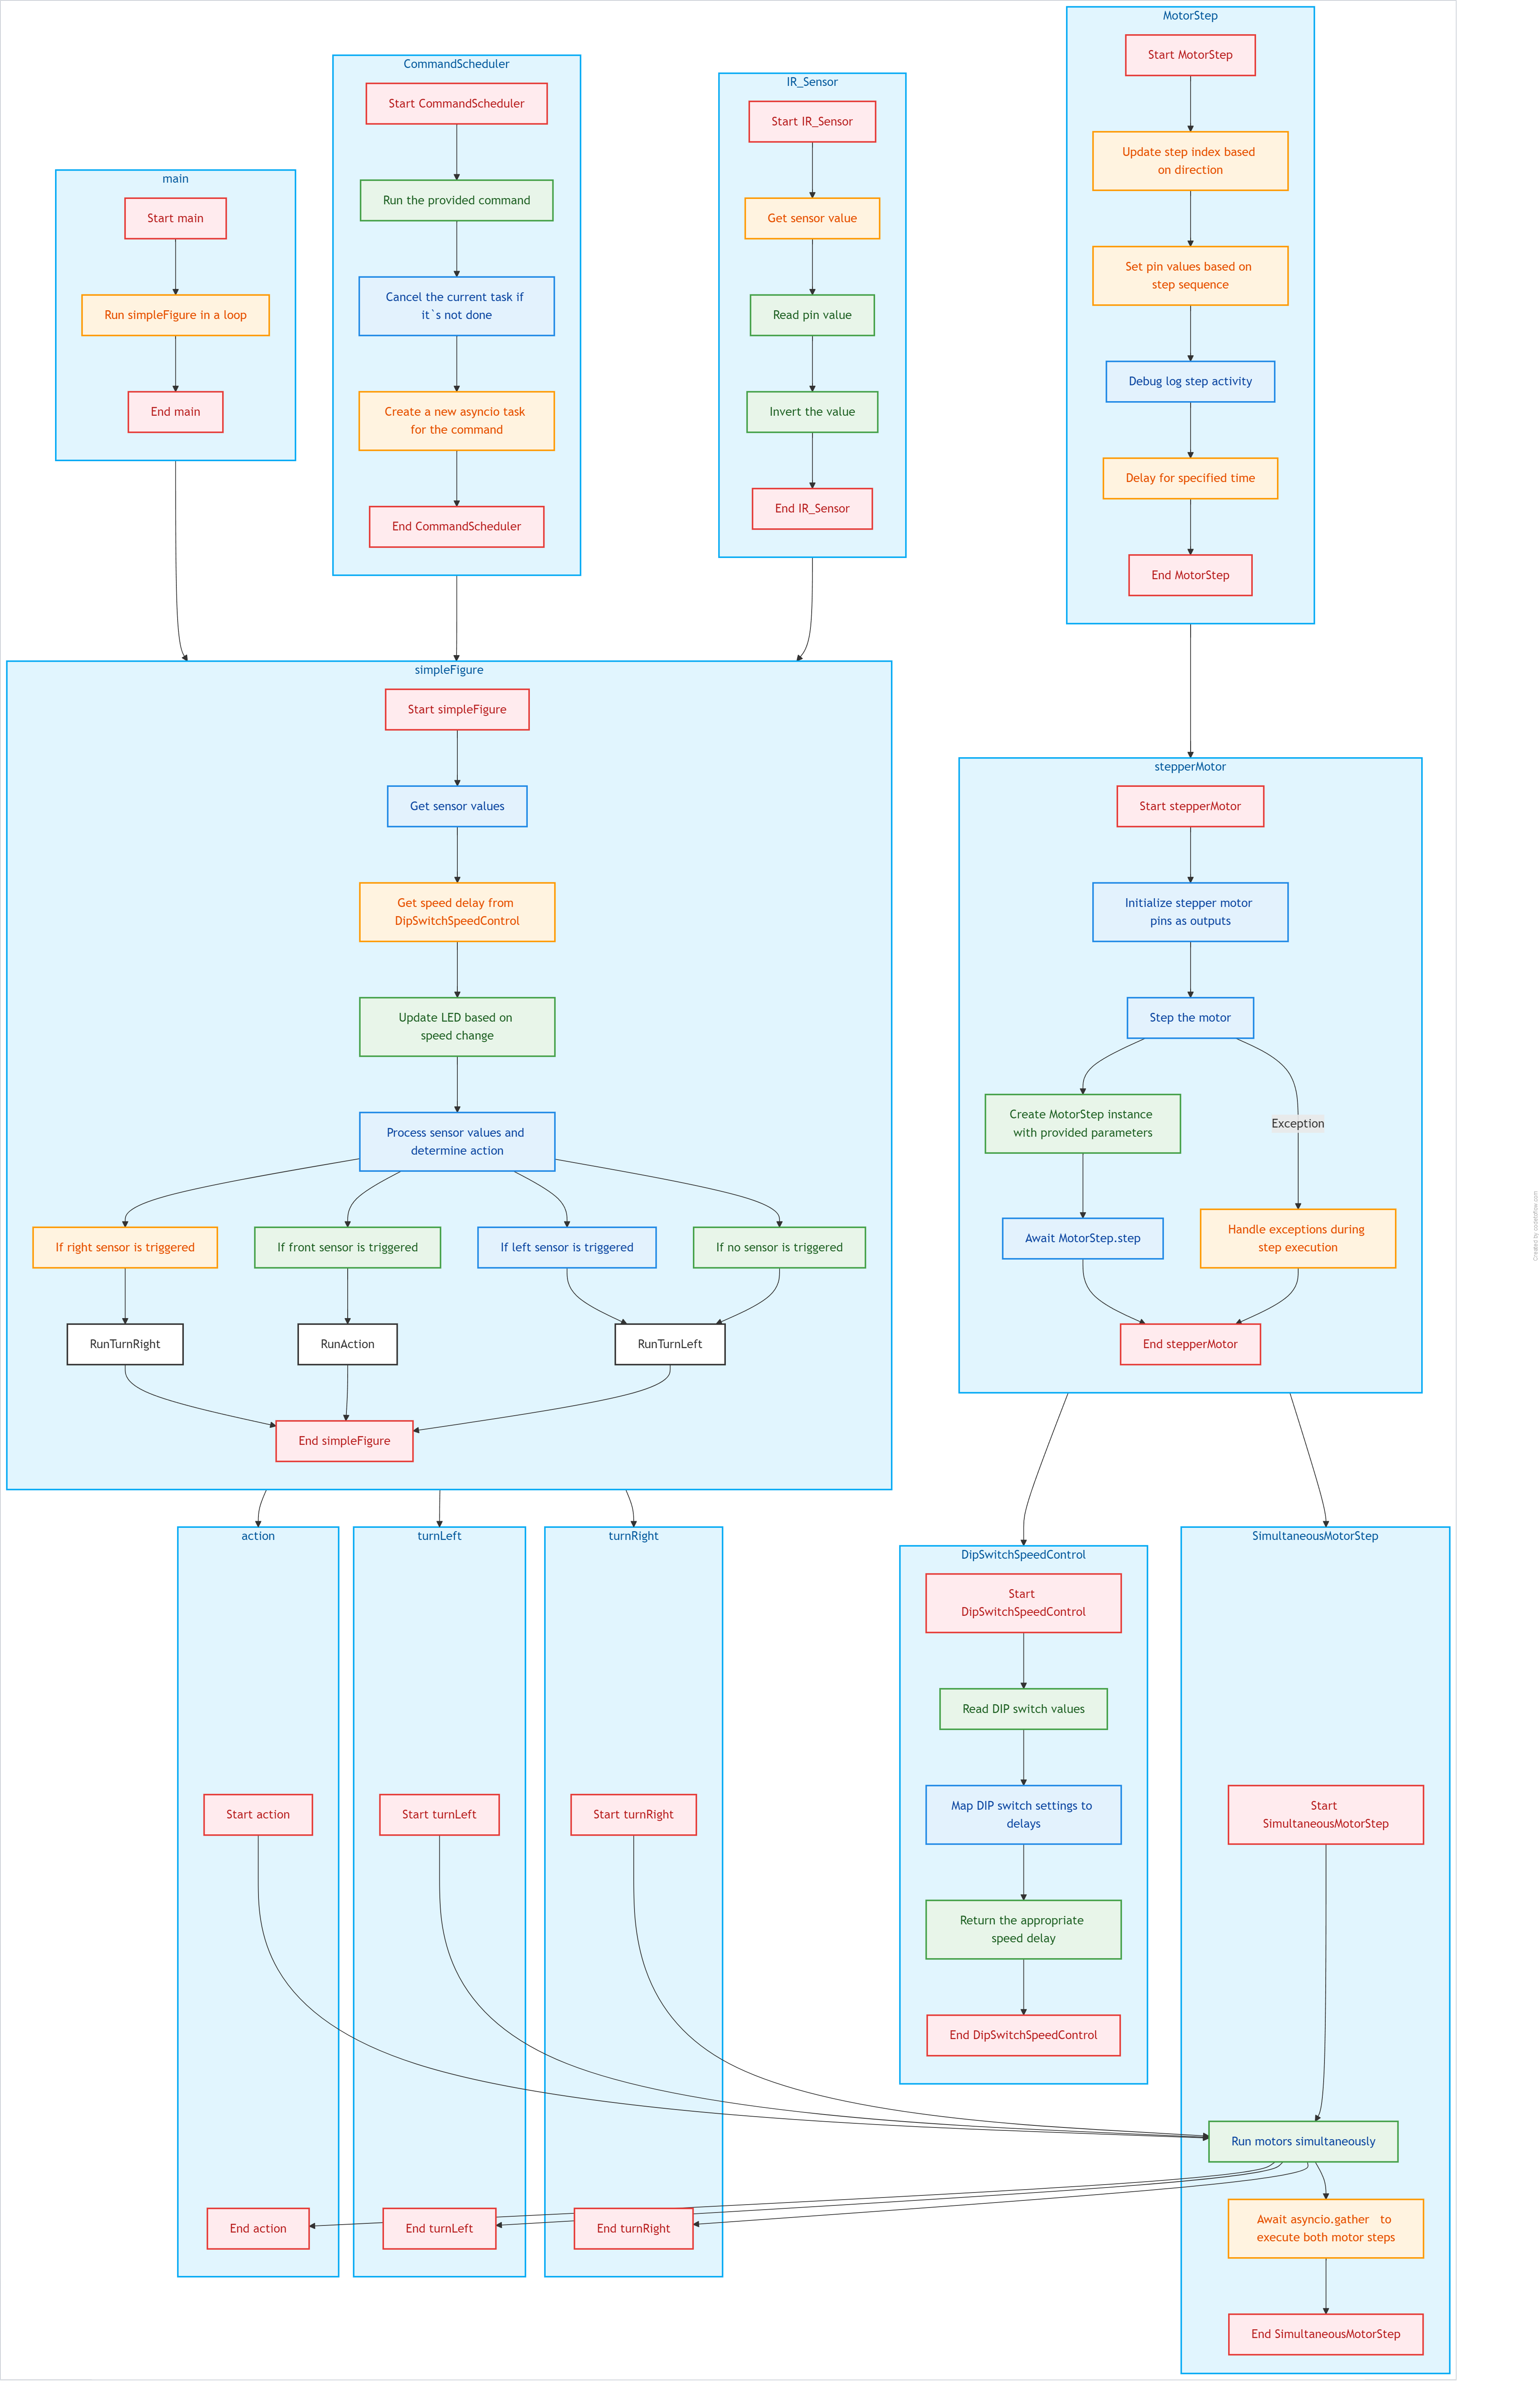 main
Start main
Run simpleFigure in a loop
End main
CommandScheduler
Start CommandScheduler
Run the provided command
Cancel the current task if
it`s not done
Create a new asyncio task
for the command
End CommandScheduler
IR_Sensor
Start IR_Sensor
Get sensor value
Read pin value
Invert the value
End IR_Sensor
MotorStep
Start MotorStep
Update step index based
on direction
Set pin values based on
step sequence
Debug log step activity
Delay for specified time
End MotorStep
simpleFigure
Start simpleFigure
Get sensor values
Get speed delay from
DipSwitchSpeedControl
Update LED based on
speed change
Process sensor values and
determine action
If right sensor is triggered
If front sensor is triggered
If left sensor is triggered
If no sensor is triggered
RunTurnRight
RunAction
RunTurnLeft
End simpleFigure
stepperMotor
Start stepperMotor
Initialize stepper motor
pins as outputs
Step the motor
Create MotorStep instance
with provided parameters
Exception
Await MotorStep.step
Handle exceptions during
step execution
End stepperMotor
action
Start action
End action
turnLeft
Start turnLeft
End turnLeft
turnRight
Start turnRight
End turnRight
DipSwitchSpeedControl
Start
DipSwitchSpeedControl
Read DIP switch values
Map DIP switch settings to
delays
Return the appropriate
speed delay
End DipSwitchSpeedControl
SimultaneousMotorStep
Start
SimultaneousMotorStep
Run motors simultaneously
Await asyncio.gather to
execute both motor steps
End SimultaneousMotorStep